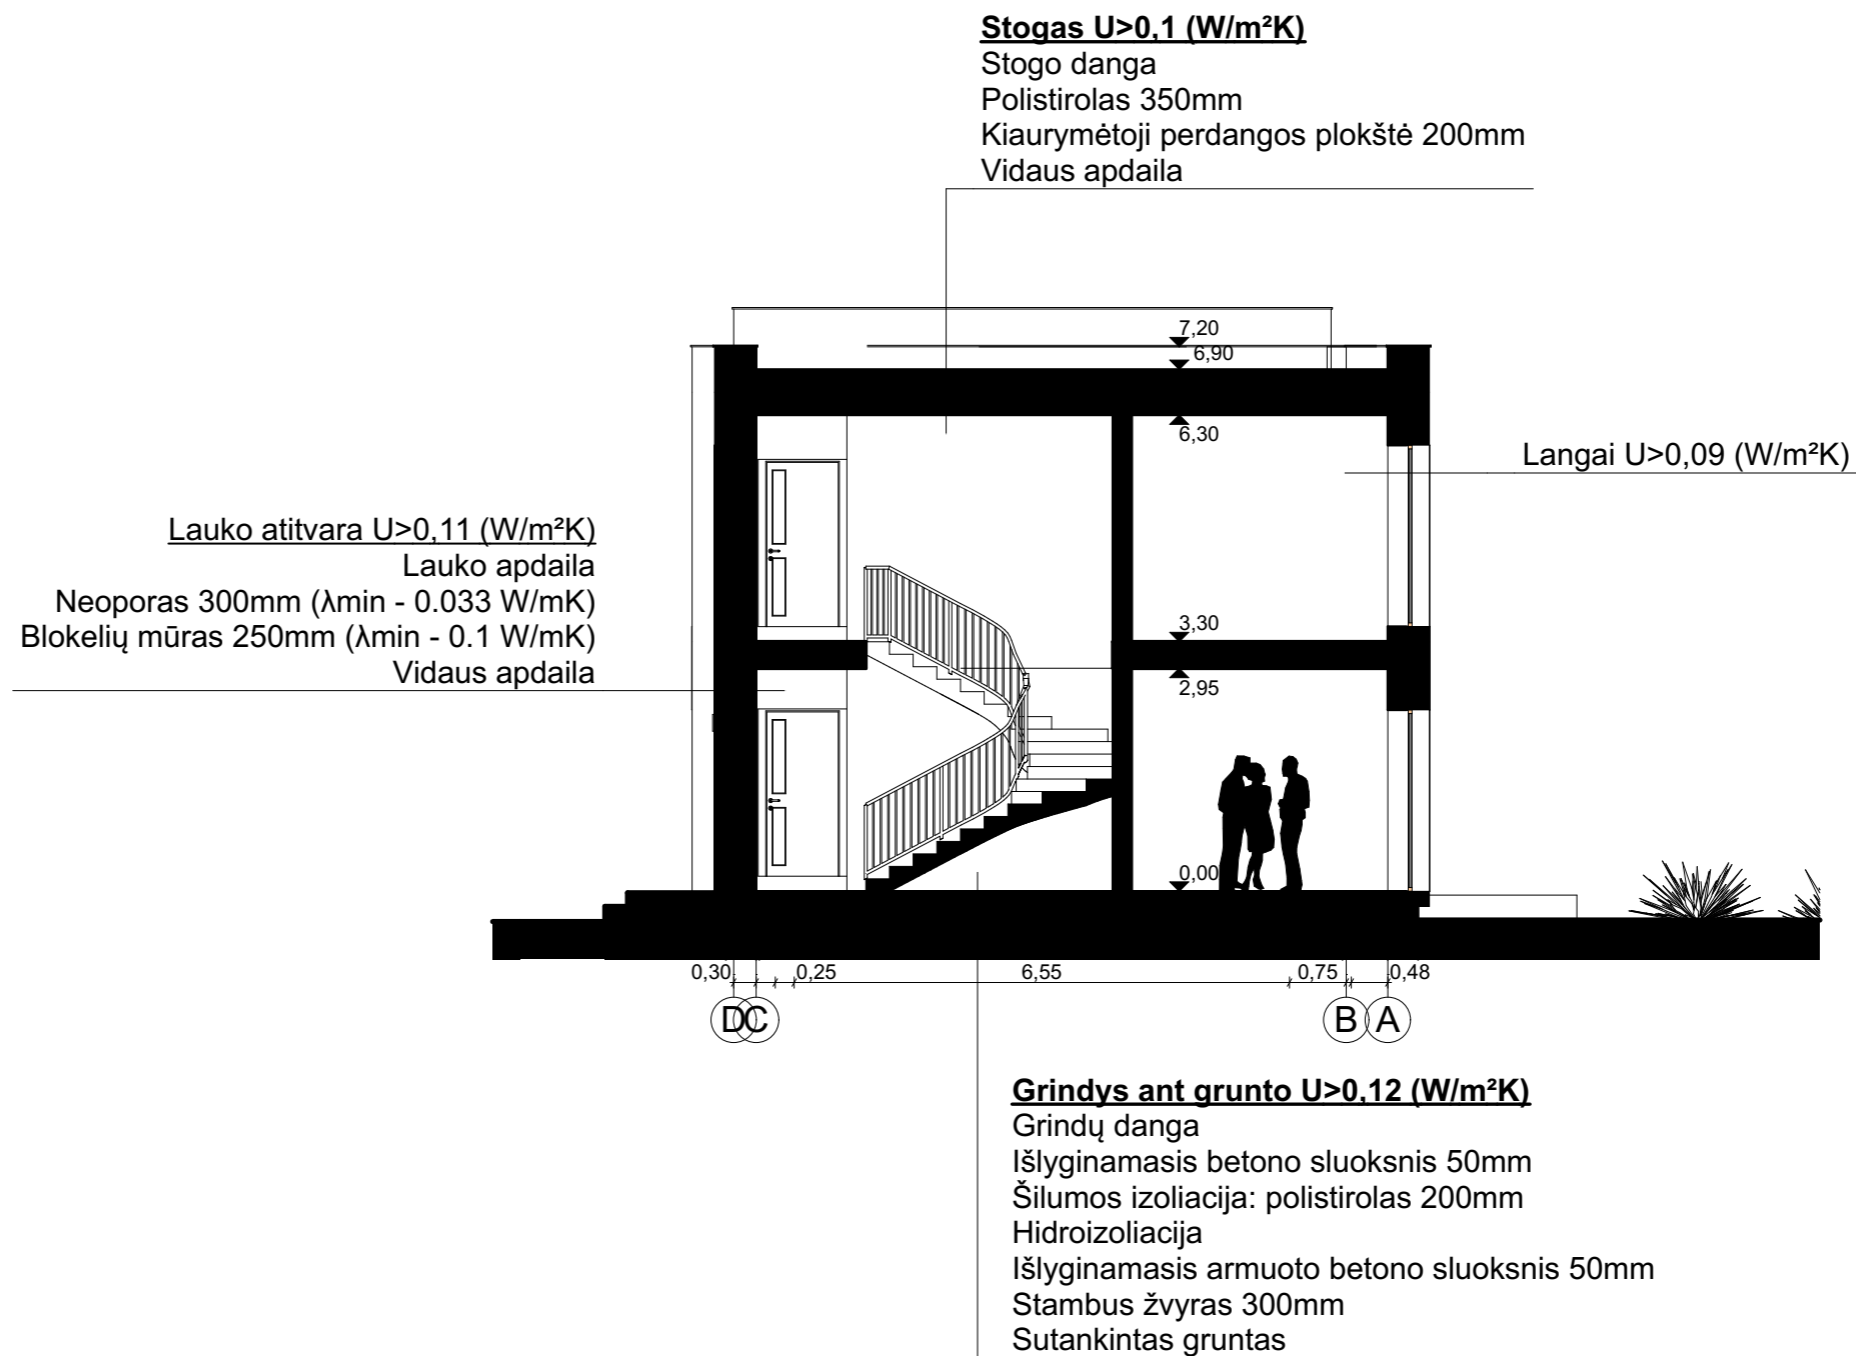 Stogas U>0,1 (W/m²K)
Stogo danga
Polistirolas 350mm
Kiaurymėtoji perdangos plokštė 200mm
Vidaus apdaila
7,20
6,90
6,30
Langai U>0,09 (W/m²K)
Lauko atitvara U>0,11 (W/m²K)
Lauko apdaila
Neoporas 300mm (λmin - 0.033 W/mK)
Blokelių mūras 250mm (λmin - 0.1 W/mK)
Vidaus apdaila
3,30
2,95
0,00
0,30 0,25 6,55 0,75 0,48
D C B A
Grindys ant grunto U>0,12 (W/m²K)
Grindų danga
Išlyginamasis betono sluoksnis 50mm
Šilumos izoliacija: polistirolas 200mm
Hidroizoliacija
Išlyginamasis armuoto betono sluoksnis 50mm
Stambus žvyras 300mm
Sutankintas gruntas